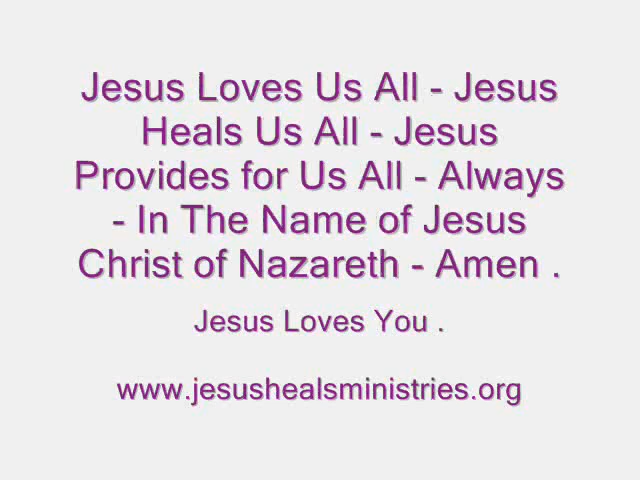 Jesus Loves Us All - Jesus
Heals Us All - Jesus
Provides for Us All - Always
- In The Name of Jesus
Christ of Nazareth - Amen .
Jesus Loves You .
www.jesushealsministries.org